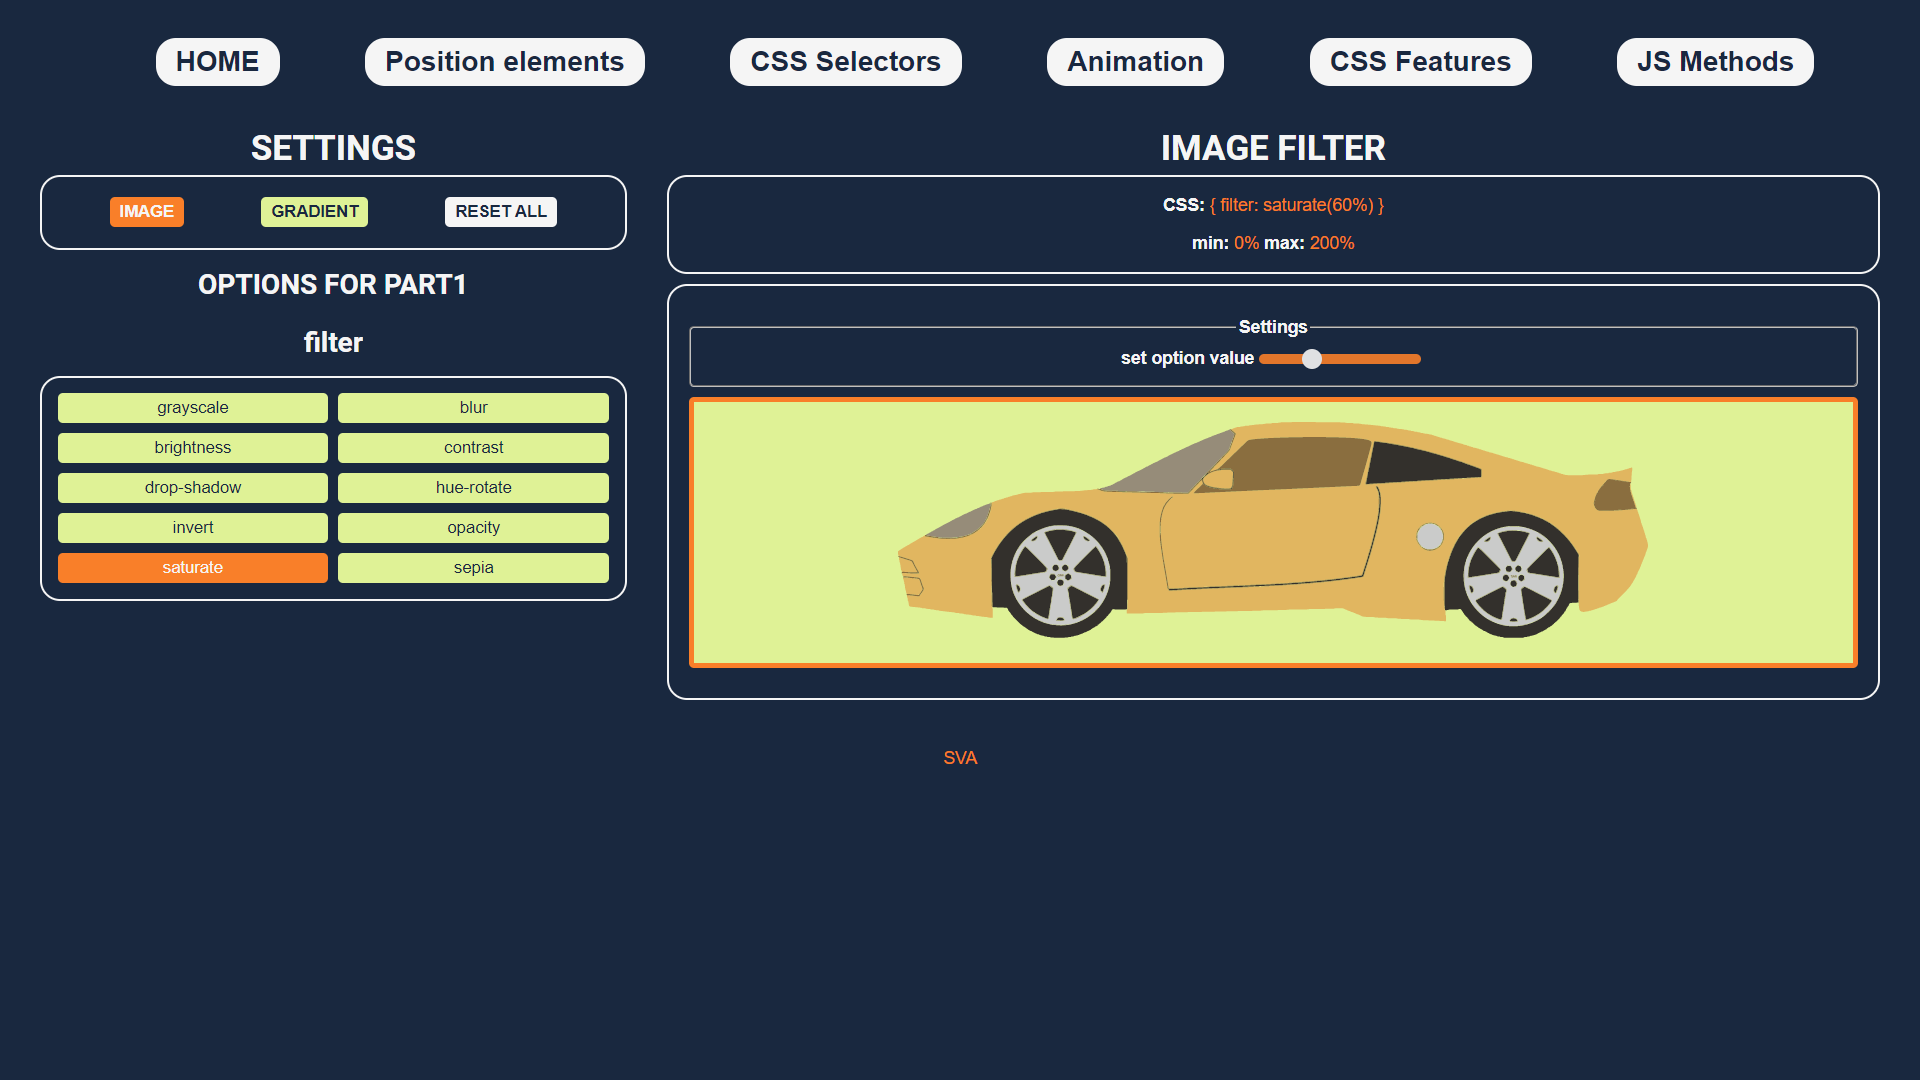 HOME
Position elements
CSS Selectors
Animation
CSS Features
JS Methods
SETTINGS
IMAGE
GRADIENT
RESET ALL
OPTIONS FOR PART1
filter
grayscale
blur
brightness
contrast
drop-shadow
hue-rotate
invert
opacity
saturate
sepia
IMAGE FILTER
CSS: { filter: saturate(60%) }
min: 0% max: 200%
Settings
set option value
SVA